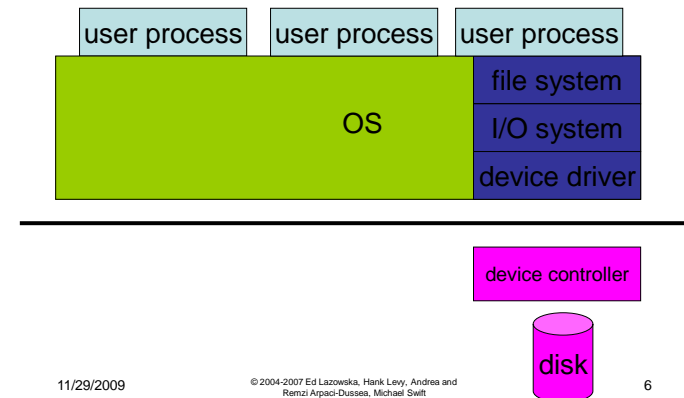 user process
user process
user process
file system
OS
I/O system
device driver
device controller
disk
11/29/2009
© 2004-2007 Ed Lazowska, Hank Levy, Andrea and
Remzi Arpaci-Dussea, Michael Swift
6